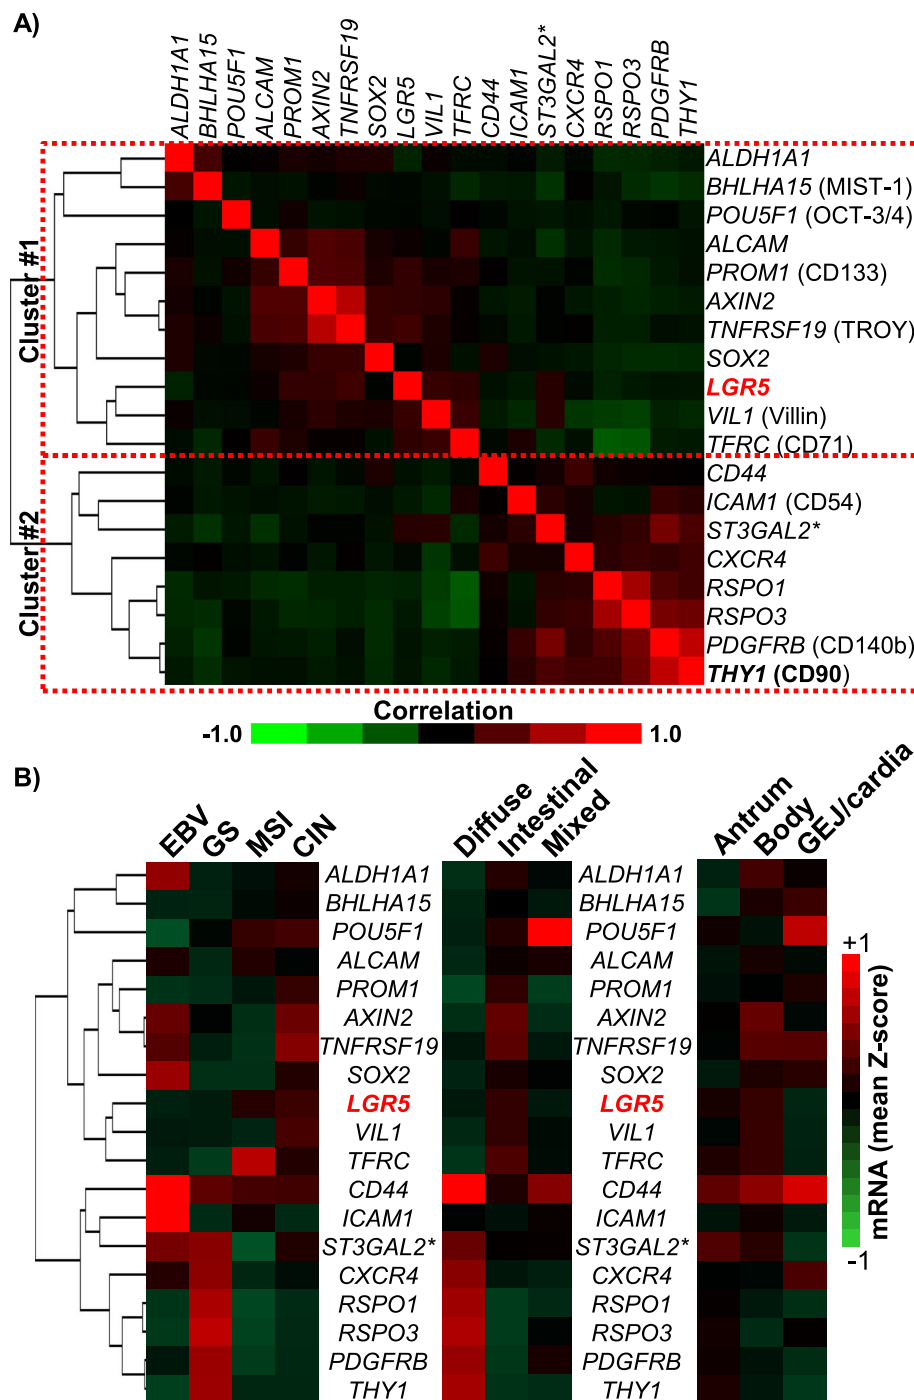 A)
ALDH1A1
BHLHA15
POU5F1
ALCAM
PROM1
AXIN2
TNFRSF19
SOX2
LGR5
VIL1
TFRC
CD44
ICAM1
ST3GAL2*
CXCR4
RSPO1
RSPO3
PDGFRB
THY1
Cluster #1
Cluster #2
ALDH1A1
BHLHA15 (MIST-1)
POU5F1 (OCT-3/4)
ALCAM
PROM1 (CD133)
AXIN2
TNFRSF19 (TROY)
SOX2
LGR5
VIL1 (Villin)
TFRC (CD71)
CD44
ICAM1 (CD54)
ST3GAL2*
CXCR4
RSPO1
RSPO3
PDGFRB (CD140b)
THY1 (CD90)
Correlation
-1.0 1.0
B)
EBV
GS
MSI
CIN
Diffuse
Intestinal
Mixed
Antrum
Body
GEJ/cardia
ALDH1A1 ALDH1A1
BHLHA15 BHLHA15
POU5F1 POU5F1
ALCAM ALCAM
PROM1 PROM1
AXIN2 AXIN2
TNFRSF19 TNFRSF19
SOX2 SOX2
LGR5 LGR5
VIL1 VIL1
TFRC TFRC
CD44 CD44
ICAM1 ICAM1
ST3GAL2* ST3GAL2*
CXCR4 CXCR4
RSPO1 RSPO1
RSPO3 RSPO3
PDGFRB PDGFRB
THY1 THY1
+1
mRNA (mean Z-score)
-1